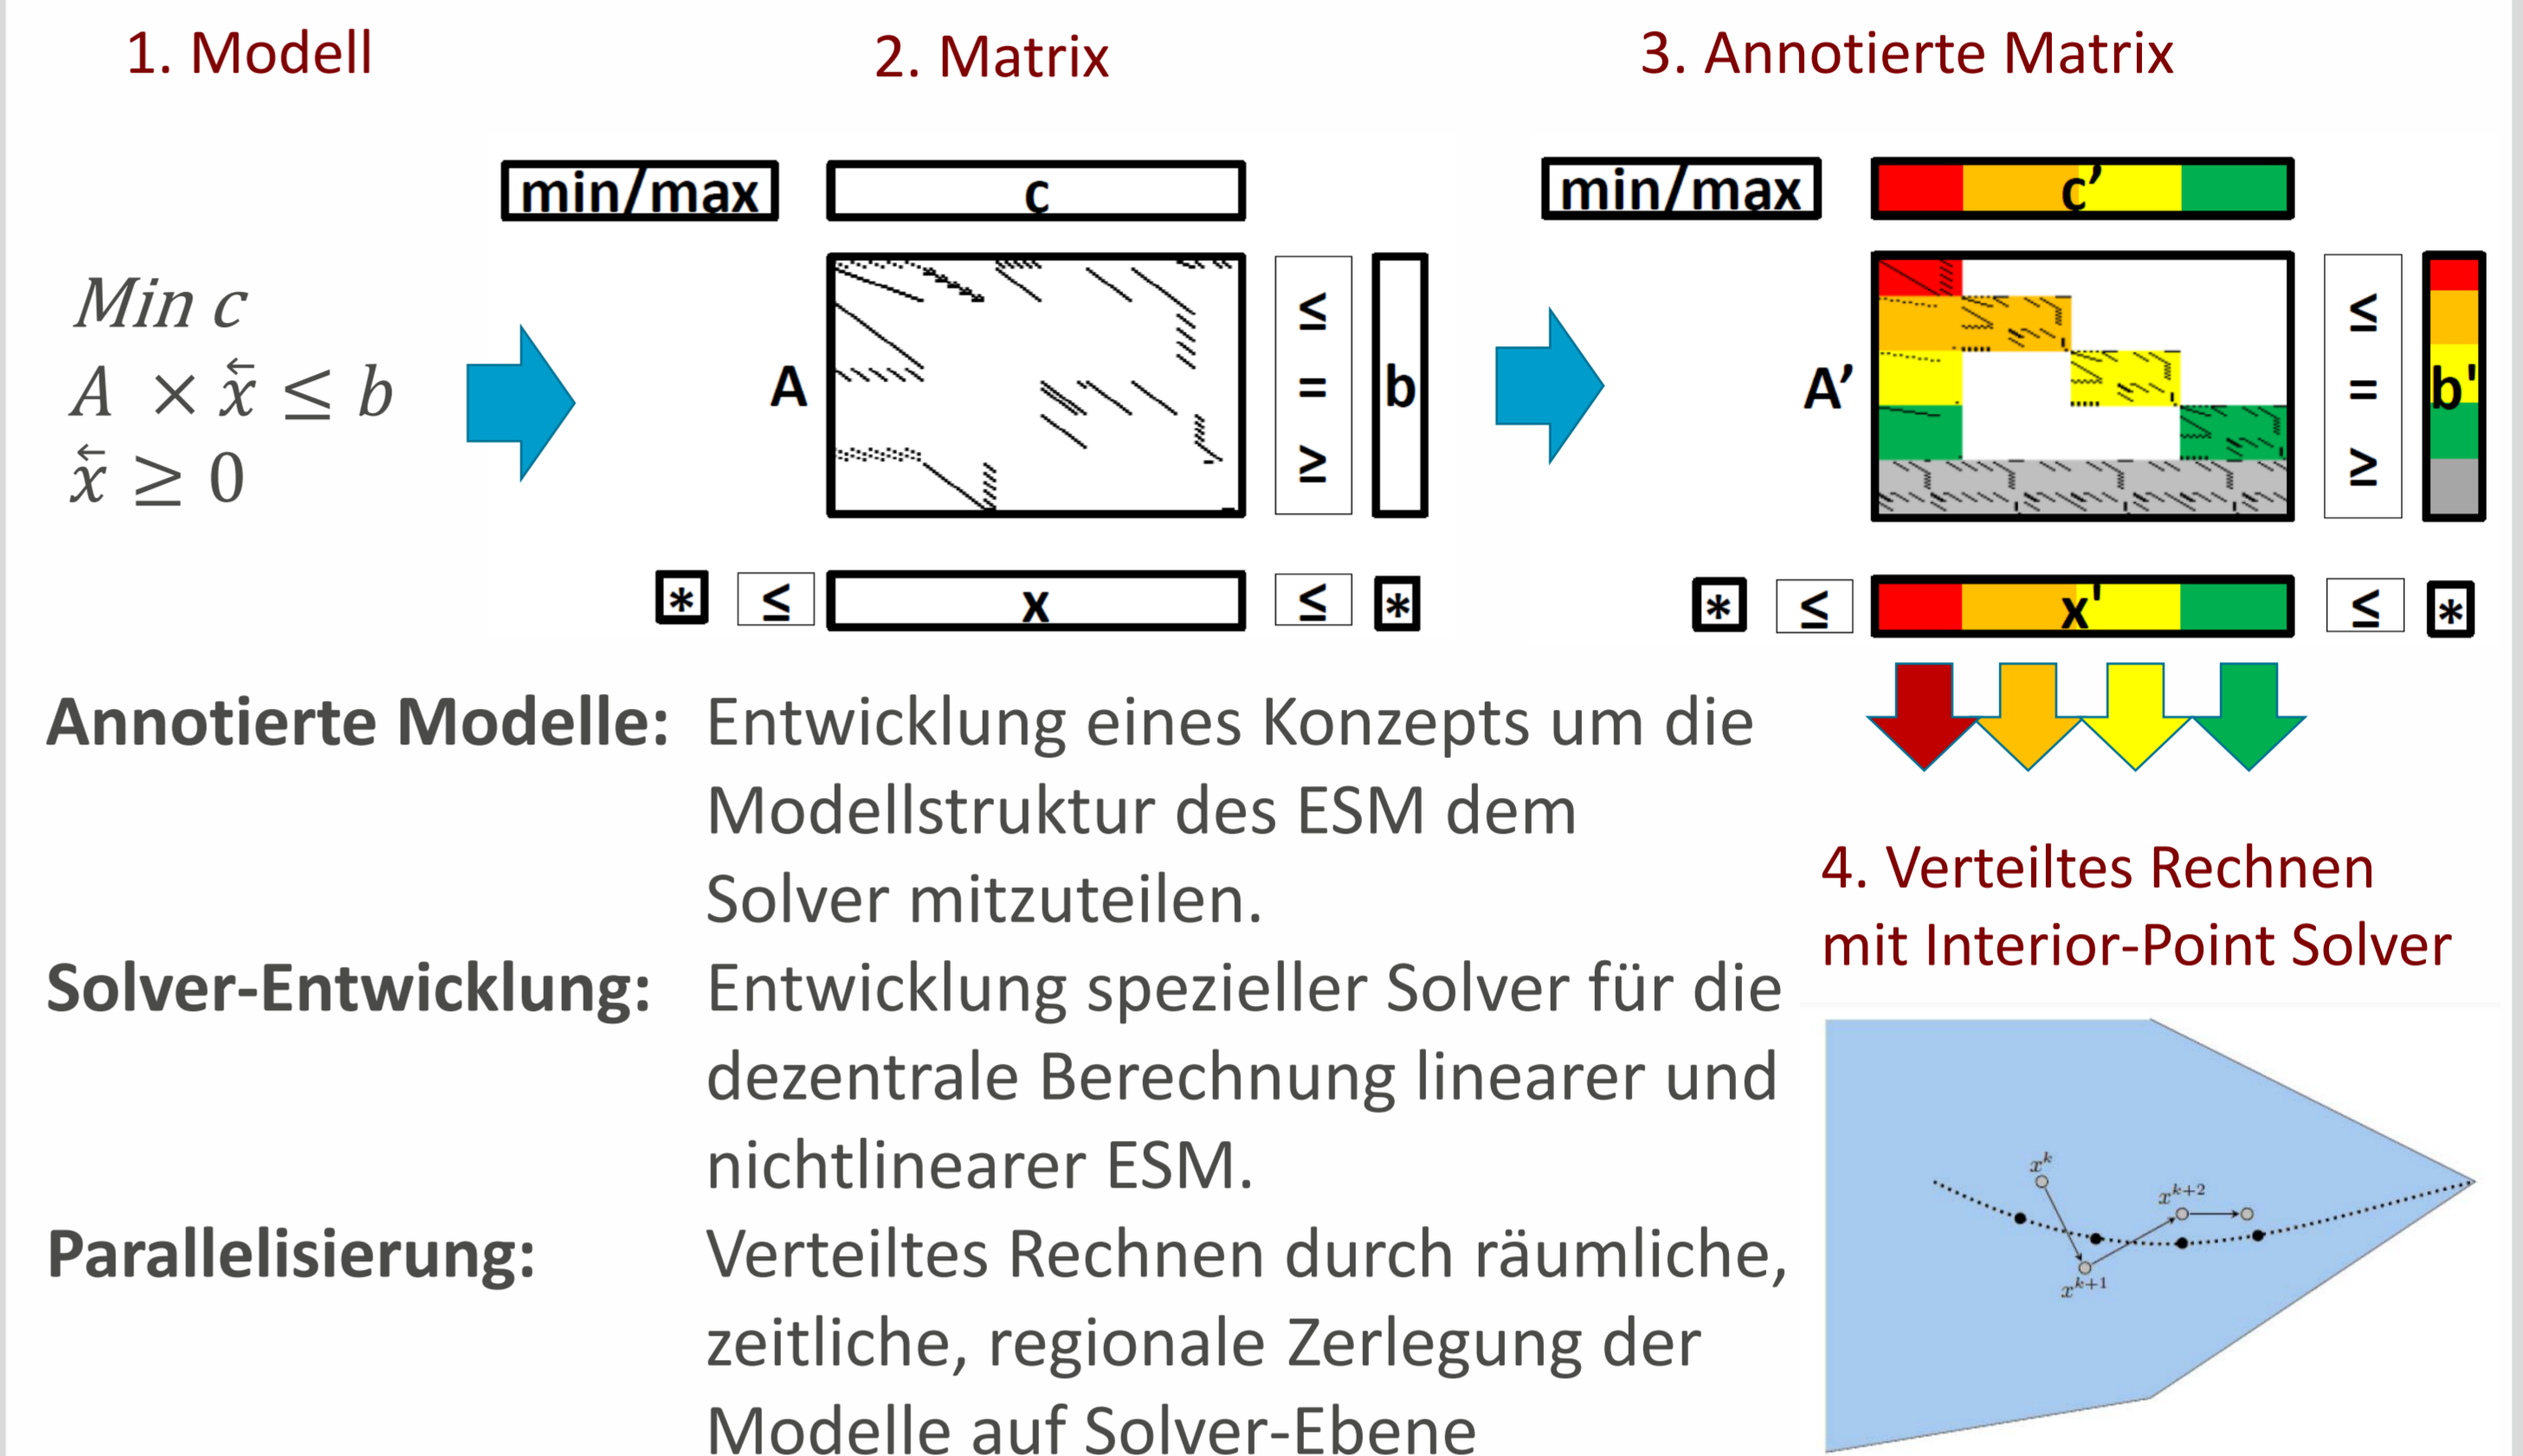 1. Modell
2. Matrix
3. Annotierte Matrix
Min c
A × x⃖ ≤ b
x⃖ ≥ 0
min/max
c
A
≤
=
≥
b
* ≤ x ≤ *
min/max
c’
A’
≤
=
≥
b'
* ≤ x' ≤ *
Annotierte Modelle: Entwicklung eines Konzepts um die
Modellstruktur des ESM dem
Solver mitzuteilen.
Solver-Entwicklung: Entwicklung spezieller Solver für die
dezentrale Berechnung linearer und
nichtlinearer ESM.
Parallelisierung: Verteiltes Rechnen durch räumliche,
zeitliche, regionale Zerlegung der
Modelle auf Solver-Ebene
4. Verteiltes Rechnen
mit Interior-Point Solver
x^k
x^{k+2}
x^{k+1}